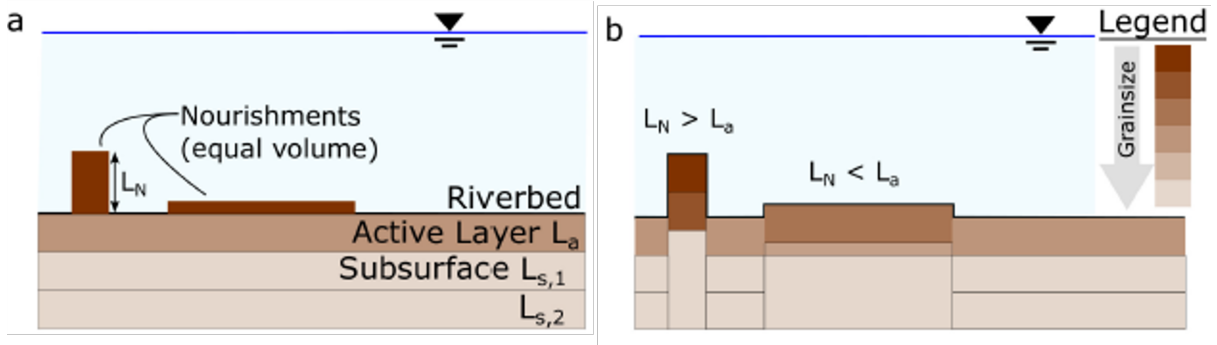 a
Nourishments
(equal volume)
L_N
Riverbed
Active Layer L_a
Subsurface L_s,1
L_s,2
b
L_N > L_a
L_N < L_a
Legend
Grainsize